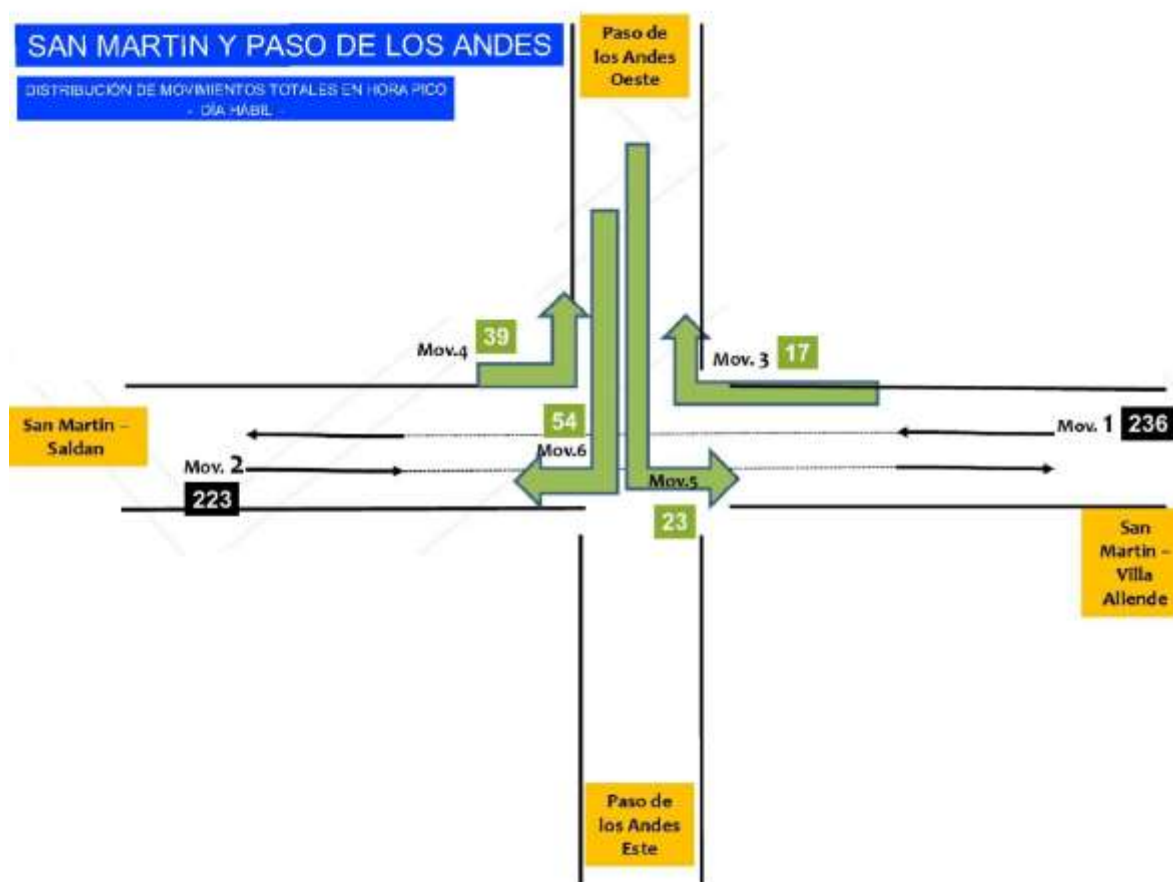 SAN MARTIN Y PASO DE LOS ANDES
DISTRIBUCIÓN DE MOVIMIENTOS TOTALES EN HORA PICO
- DÍA HÁBIL -
Paso de
los Andes
Oeste
Mov.4 39
Mov. 3 17
San Martin –
Saldan
54
Mov.6
Mov. 1 236
Mov. 2
223
Mov.5
23
San
Martin –
Villa
Allende
Paso de
los Andes
Este